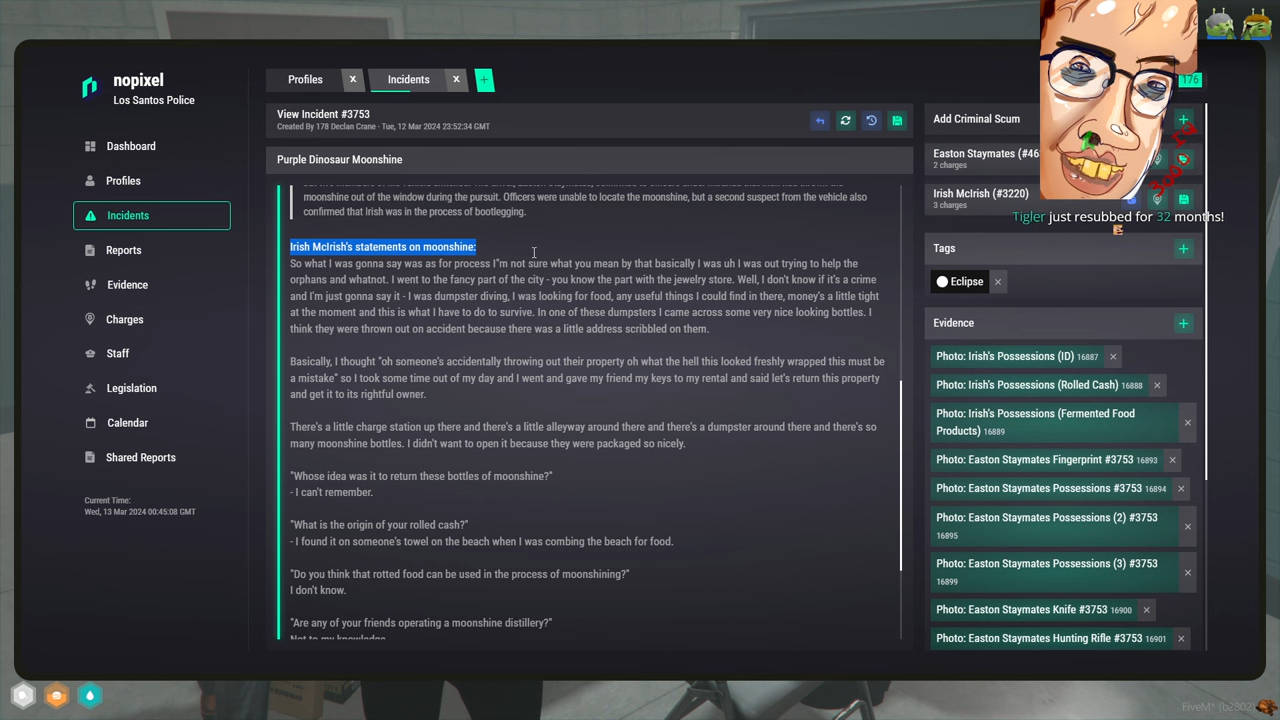 nopixel
Los Santos Police
Dashboard
Profiles
Incidents
Reports
Evidence
Charges
Staff
Legislation
Calendar
Shared Reports
Current Time:
Wed, 13 Mar 2024 00:45:08 GMT
Profiles x Incidents x +
View Incident #3753
Created By 178 Declan Crane · Tue, 12 Mar 2024 23:52:34 GMT
Purple Dinosaur Moonshine
moonshine out of the window during the pursuit. Officers were unable to locate the moonshine, but a second suspect from the vehicle also
confirmed that Irish was in the process of bootlegging.
Irish McIrish's statements on moonshine:
So what I was gonna say was as for process I"m not sure what you mean by that basically I was uh I was out trying to help the
orphans and whatnot. I went to the fancy part of the city - you know the part with the jewelry store. Well, I don't know if it's a crime
and I'm just gonna say it - I was dumpster diving, I was looking for food, any useful things I could find in there, money's a little tight
at the moment and this is what I have to do to survive. In one of these dumpsters I came across some very nice looking bottles. I
think they were thrown out on accident because there was a little address scribbled on them.
Basically, I thought "oh someone's accidentally throwing out their property oh what the hell this looked freshly wrapped this must be
a mistake" so I took some time out of my day and I went and gave my friend my keys to my rental and said let's return this property
and get it to its rightful owner.
There's a little charge station up there and there's a little alleyway around there and there's a dumpster around there and there's so
many moonshine bottles. I didn't want to open it because they were packaged so nicely.
"Whose idea was it to return these bottles of moonshine?"
- I can't remember.
"What is the origin of your rolled cash?"
- I found it on someone's towel on the beach when I was combing the beach for food.
"Do you think that rotted food can be used in the process of moonshining?"
I don't know.
"Are any of your friends operating a moonshine distillery?"
Not to my knowledge
176
Add Criminal Scum
Easton Staymates (#46
2 charges
Irish McIrish (#3220)
3 charges
300 IQ
Tigler just resubbed for 32 months!
Tags
Eclipse x
Evidence
Photo: Irish's Possessions (ID) 16887 x
Photo: Irish's Possessions (Rolled Cash) 16888 x
Photo: Irish's Possessions (Fermented Food
Products) 16889 x
Photo: Easton Staymates Fingerprint #3753 16893 x
Photo: Easton Staymates Possessions #3753 16894 x
Photo: Easton Staymates Possessions (2) #3753
16895 x
Photo: Easton Staymates Possessions (3) #3753
16899 x
Photo: Easton Staymates Knife #3753 16900 x
Photo: Easton Staymates Hunting Rifle #3753 16901 x
FiveM* (b2802)